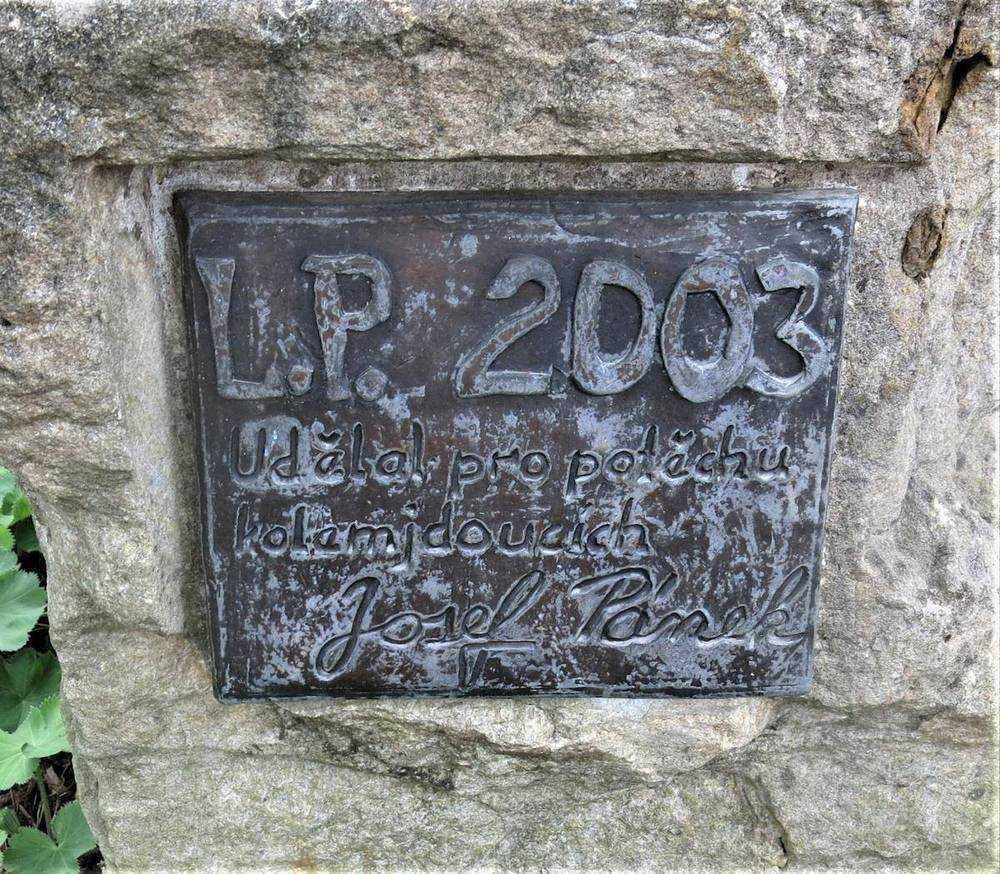 L.P. 2003
Udělal pro potěchu
kolemjdoucích
Josef Pánek